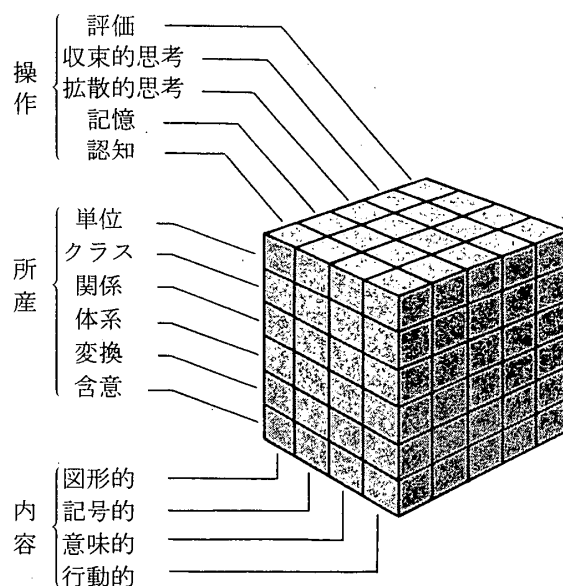 操作
評価
収束的思考
拡散的思考
記憶
認知
所産
単位
クラス
関係
体系
変換
含意
内容
図形的
記号的
意味的
行動的